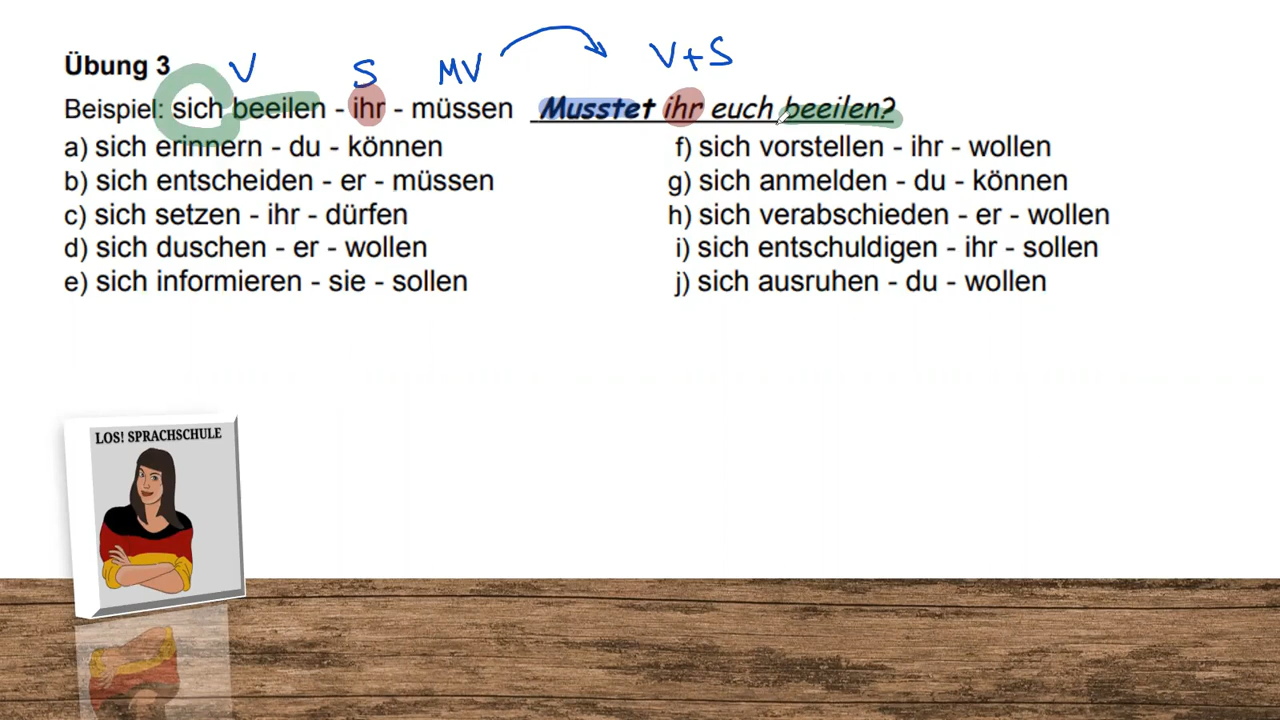 V S MV V+S
Übung 3
Beispiel: sich beeilen - ihr - müssen Musstet ihr euch beeilen?
a) sich erinnern - du - können
b) sich entscheiden - er - müssen
c) sich setzen - ihr - dürfen
d) sich duschen - er - wollen
e) sich informieren - sie - sollen
f) sich vorstellen - ihr - wollen
g) sich anmelden - du - können
h) sich verabschieden - er - wollen
i) sich entschuldigen - ihr - sollen
j) sich ausruhen - du - wollen
LOS! SPRACHSCHULE